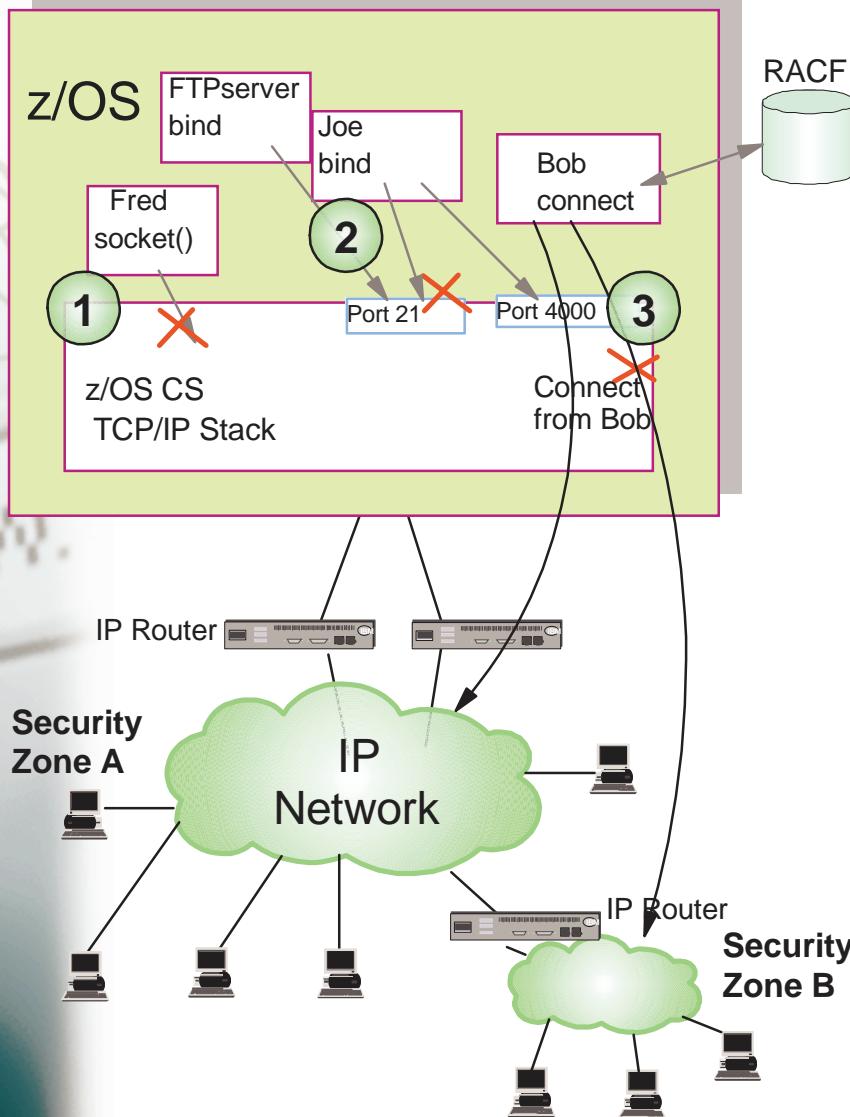 z/OS
FTPserver
bind
Joe
bind
Bob
connect
RACF
Fred
socket()
1
2
3
Port 21
Port 4000
z/OS CS
TCP/IP Stack
Connect
from Bob
IP Router
Security
Zone A
IP
Network
IP Router
Security
Zone B